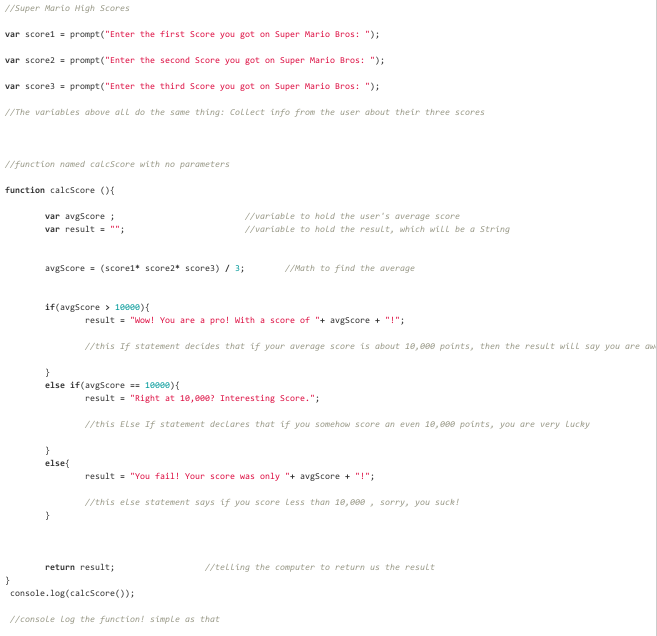 //Super Mario High Scores
var score1 = prompt("Enter the first Score you got on Super Mario Bros: ");
var score2 = prompt("Enter the second Score you got on Super Mario Bros: ");
var score3 = prompt("Enter the third Score you got on Super Mario Bros: ");
//The variables above all do the same thing: Collect info from the user about their three scores
//function named calcScore with no parameters
function calcScore (){
var avgScore ; //variable to hold the user's average score
var result = ""; //variable to hold the result, which will be a String
avgScore = (score1* score2* score3) / 3; //Math to find the average
if(avgScore > 10000){
result = "Wow! You are a pro! With a score of "+ avgScore + "!";
//this If statement decides that if your average score is about 10,000 points, then the result will say you are
}
else if(avgScore == 10000){
result = "Right at 10,000? Interesting Score.";
//this Else If statement declares that if you somehow score an even 10,000 points, you are very lucky
}
else{
result = "You fail! Your score was only "+ avgScore + "!";
//this else statement says if you score less than 10,000 , sorry, you suck!
}
return result; //telling the computer to return us the result
}
console.log(calcScore());
//console log the function! simple as that